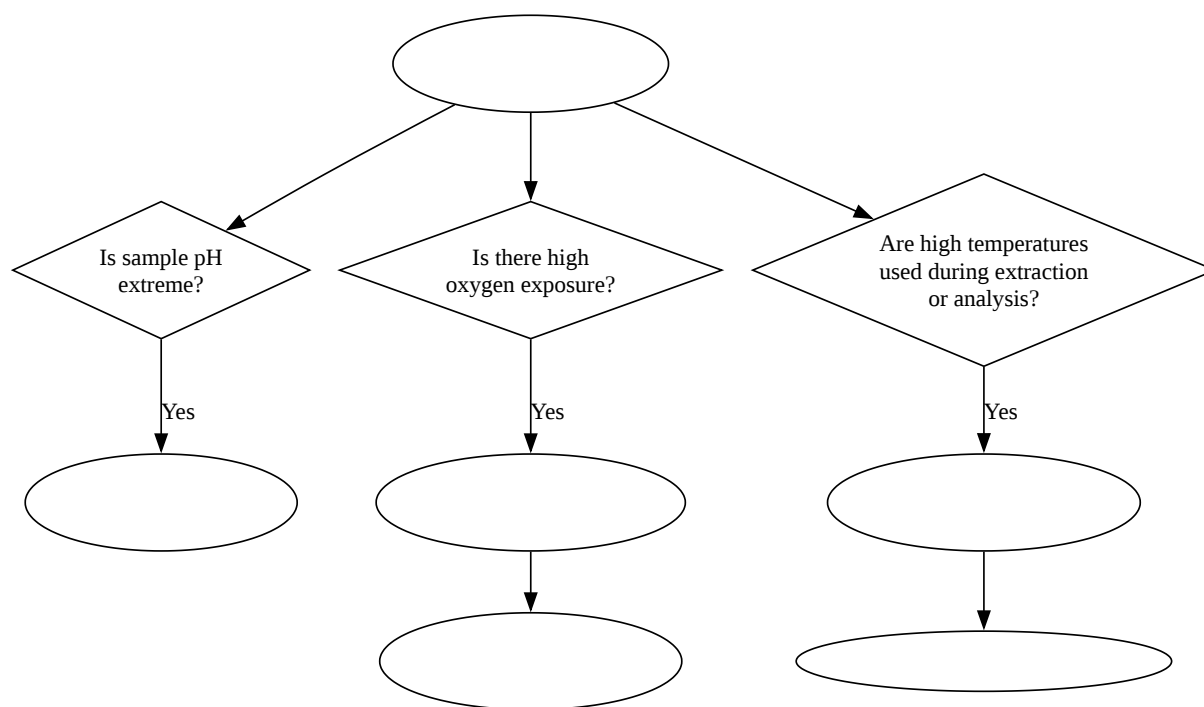 Is sample pH
extreme?
Is there high
oxygen exposure?
Are high temperatures
used during extraction
or analysis?
Yes
Yes
Yes